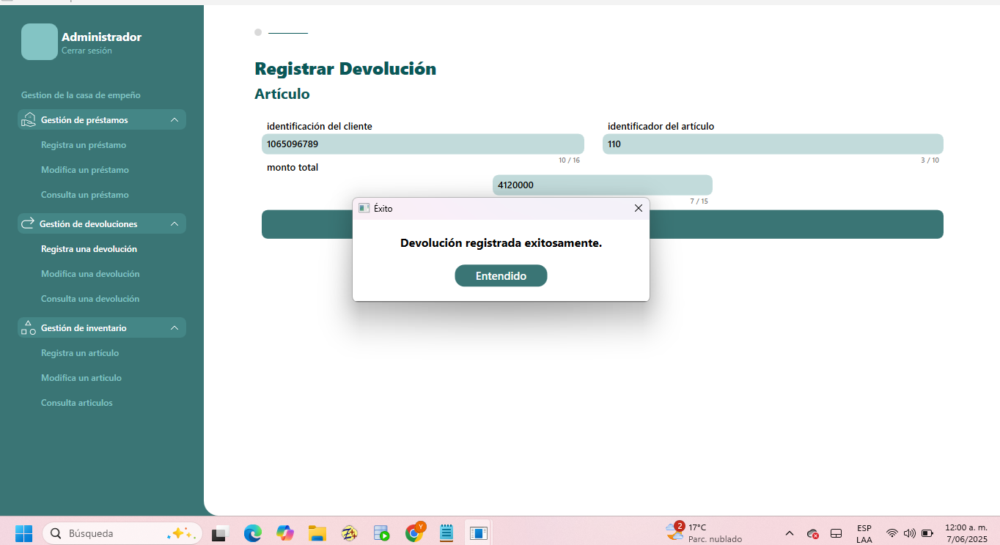 Administrador
Cerrar sesión
Gestion de la casa de empeño
Gestión de préstamos
Registra un préstamo
Modifica un préstamo
Consulta un préstamo
Gestión de devoluciones
Registra una devolución
Modifica una devolución
Consulta una devolución
Gestión de inventario
Registra un artículo
Modifica un artículo
Consulta articulos
Registrar Devolución
Artículo
identificación del cliente
identificador del artículo
1065096789
110
10 / 16
3 / 10
monto total
4120000
7 / 15
Éxito
Devolución registrada exitosamente.
Entendido
Búsqueda
2
17°C
Parc. nublado
ESP
LAA
12:00 a. m.
7/06/2025